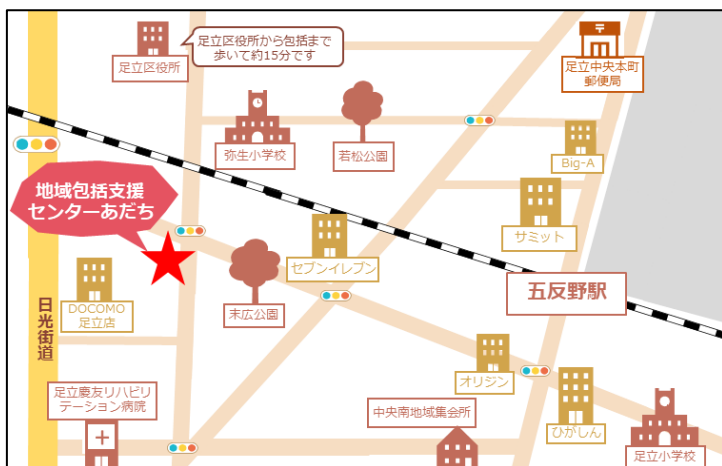 足立区役所
足立区役所から包括まで
歩いて約15分です
足立中央本町
郵便局
弥生小学校
若松公園
Big-A
地域包括支援
センターあだち
サミット
セブンイレブン
五反野駅
末広公園
DOCOMO
足立店
日光街道
オリジン
足立慶友リハビリ
テーション病院
中央南地域集会所
ひがしん
足立小学校